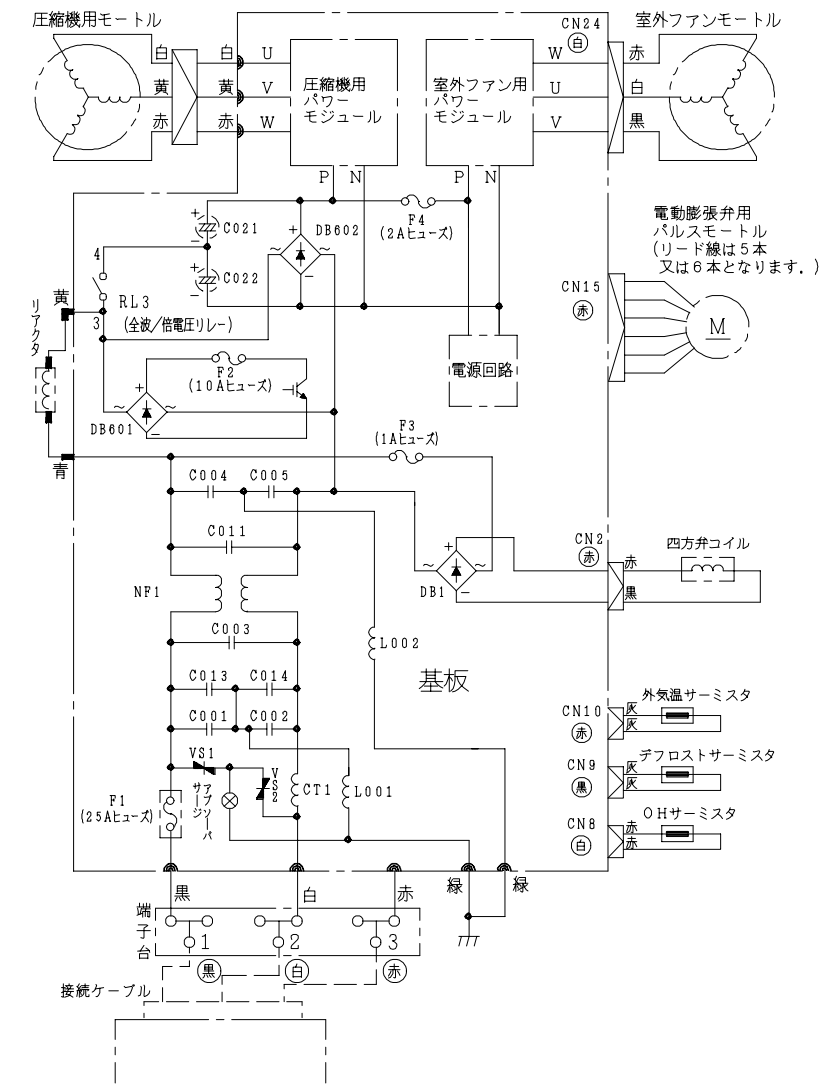 圧縮機用モートル
CN24
白
室外ファンモートル
白 白 U
黄 黄 V
赤 赤 W
圧縮機用
パワー
モジュール
室外ファン用
パワー
モジュール
W 赤
U 白
V 黒
P N
P N
F4
(2Aヒューズ)
+
C021
−
+
C022
−
+
DB602
~ ~
−
4
RL3
3
(全波/倍電圧リレー)
黄
リアクタ
青
電動膨張弁用
パルスモートル
(リード線は5本
又は6本となります.)
CN15
赤
M
電源回路
F2
(10Aヒューズ)
+
~ ~
DB601
−
F3
(1Aヒューズ)
C004 C005
C011
NF1
C003
C013 C014
C001 C002
L002
+
~ ~
DB1
−
CN2
赤
赤
黒
四方弁コイル
基板
CN10
赤
灰
灰
外気温サーミスタ
CN9
黒
灰
灰
デフロストサーミスタ
CN8
白
赤
赤
OHサーミスタ
VS1
サージ
アブソーバ
VS2
CT1
L001
F1
(25Aヒューズ)
黒 白 赤 緑 緑
端子台
1 2 3
黒 白 赤
接続ケーブル